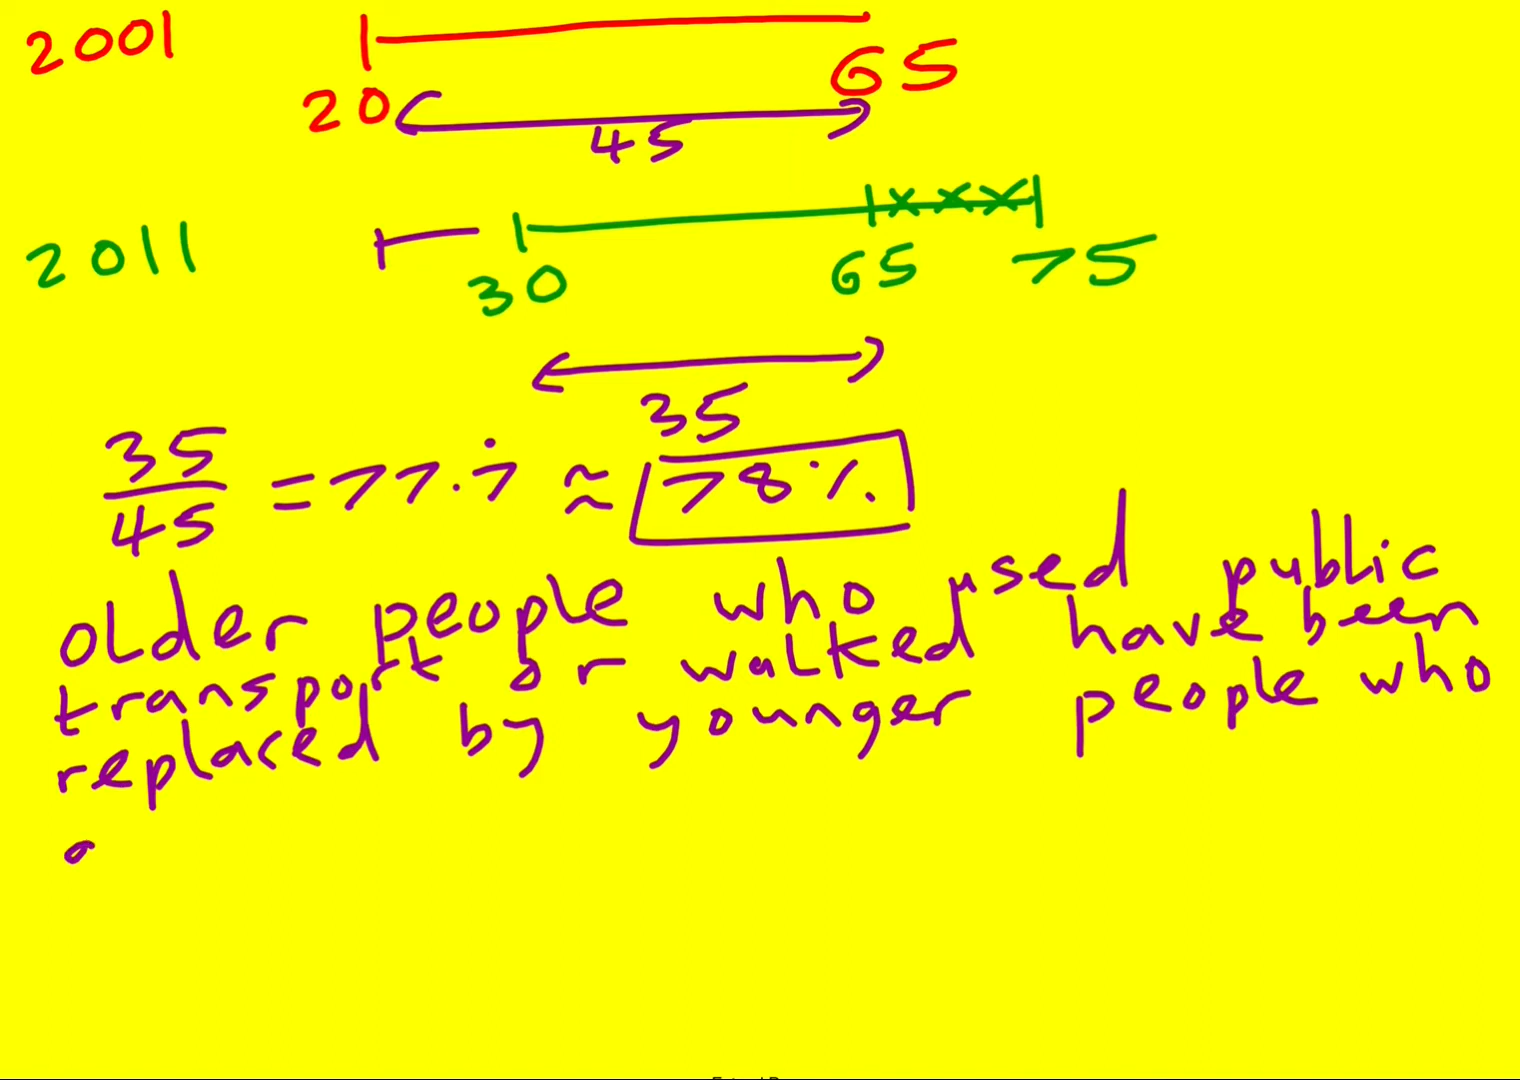 2001
20 65
45
2011
30 65 75
35
35/45 = 77.7̇ ≈ 78%.
older people who used public
transport or walked have been
replaced by younger people who